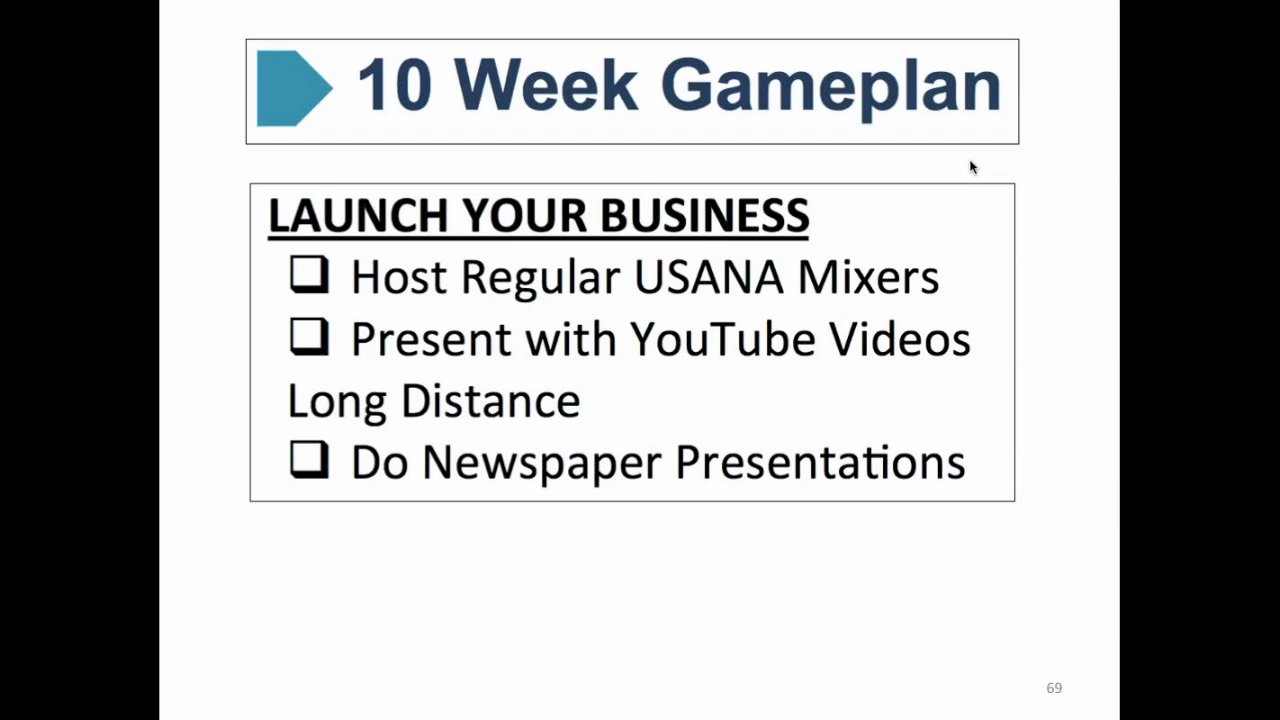 10 Week Gameplan
LAUNCH YOUR BUSINESS
❑ Host Regular USANA Mixers
❑ Present with YouTube Videos
Long Distance
❑ Do Newspaper Presentations
69